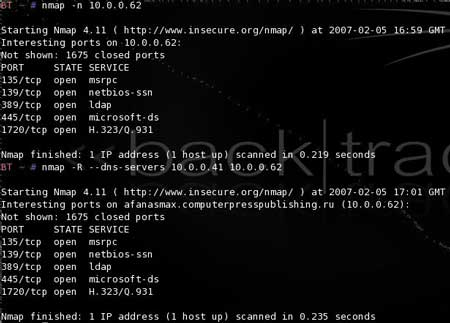 BT ~ # nmap -n 10.0.0.62
Starting Nmap 4.11 ( http://www.insecure.org/nmap/ ) at 2007-02-05 16:59 GMT
Interesting ports on 10.0.0.62:
Not shown: 1675 closed ports
PORT     STATE SERVICE
135/tcp  open  msrpc
139/tcp  open  netbios-ssn
389/tcp  open  ldap
445/tcp  open  microsoft-ds
1720/tcp open  H.323/Q.931
Nmap finished: 1 IP address (1 host up) scanned in 0.219 seconds
back|trac
BT ~ # nmap -R --dns-servers 10.0.0.41 10.0.0.62
Starting Nmap 4.11 ( http://www.insecure.org/nmap/ ) at 2007-02-05 17:01 GMT
Interesting ports on afanasmax.computerpresspublishing.ru (10.0.0.62):
Not shown: 1675 closed ports
PORT     STATE SERVICE
135/tcp  open  msrpc
139/tcp  open  netbios-ssn
389/tcp  open  ldap
445/tcp  open  microsoft-ds
1720/tcp open  H.323/Q.931
Nmap finished: 1 IP address (1 host up) scanned in 0.235 seconds